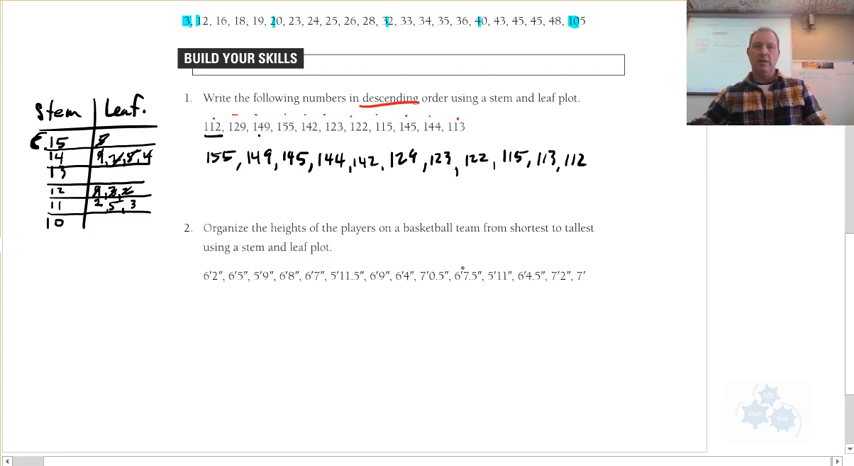 3, 12, 16, 18, 19, 20, 23, 24, 25, 26, 28, 32, 33, 34, 35, 36, 40, 43, 45, 45, 48, 105
BUILD YOUR SKILLS
1. Write the following numbers in descending order using a stem and leaf plot.
112, 129, 149, 155, 142, 123, 122, 115, 145, 144, 113
155, 149, 145, 144, 142, 129, 123, 122, 115, 113, 112
Stem Leaf.
15 5
14 9, 2, 5, 4
13
12 9, 3, 2
11 2, 5, 3
10
2. Organize the heights of the players on a basketball team from shortest to tallest
using a stem and leaf plot.
6′2″, 6′5″, 5′9″, 6′8″, 6′7″, 5′11.5″, 6′9″, 6′4″, 7′0.5″, 6′7.5″, 5′11″, 6′4.5″, 7′2″, 7′